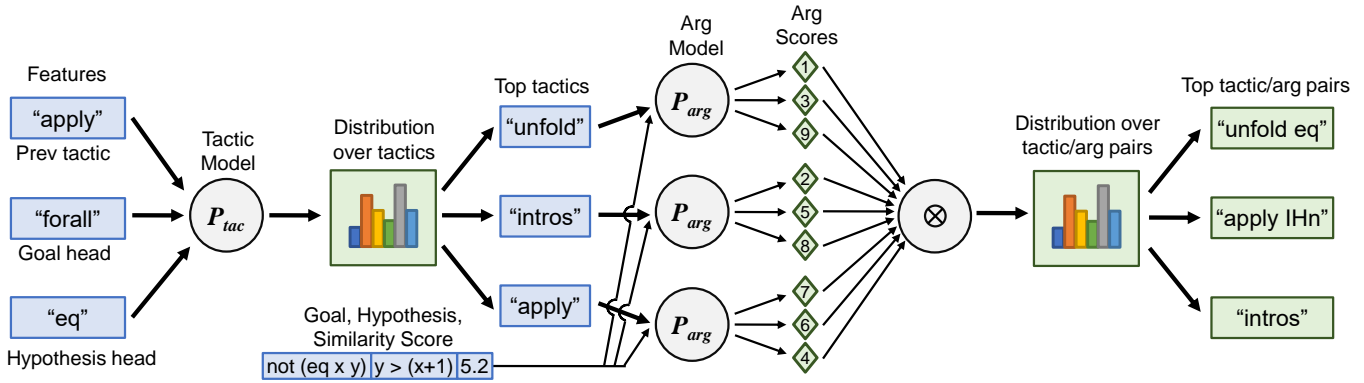 Features
“apply”
Prev tactic
“forall”
Goal head
“eq”
Hypothesis head
Tactic
Model
P_tac
Distribution
over tactics
Top tactics
“unfold”
“intros”
“apply”
Goal, Hypothesis,
Similarity Score
not (eq x y) y > (x+1) 5.2
Arg
Model
P_arg
P_arg
P_arg
Arg
Scores
1
3
9
2
5
8
7
6
4
⊗
Distribution over
tactic/arg pairs
Top tactic/arg pairs
“unfold eq”
“apply IHn”
“intros”